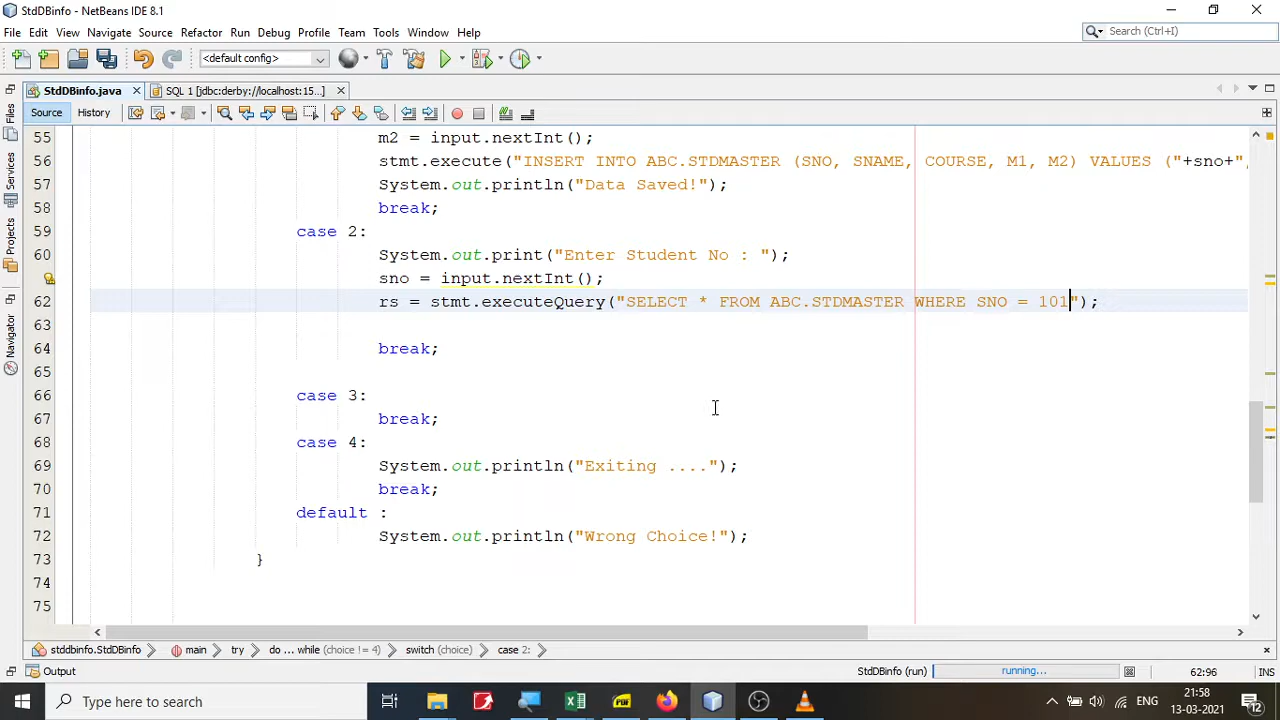 StdDBinfo - NetBeans IDE 8.1
File Edit View Navigate Source Refactor Run Debug Profile Team Tools Window Help
Search (Ctrl+I)
<default config>
StdDBinfo.java
SQL 1 [jdbc:derby://localhost:15...]
Source History
Files
Services
Projects
Navigator
55 m2 = input.nextInt();
56 stmt.execute("INSERT INTO ABC.STDMASTER (SNO, SNAME, COURSE, M1, M2) VALUES ("+sno+",
57 System.out.println("Data Saved!");
58 break;
59 case 2:
60 System.out.print("Enter Student No : ");
sno = input.nextInt();
62 rs = stmt.executeQuery("SELECT * FROM ABC.STDMASTER WHERE SNO = 101");
63
64 break;
65
66 case 3:
67 break;
68 case 4:
69 System.out.println("Exiting ....");
70 break;
71 default :
72 System.out.println("Wrong Choice!");
73 }
74
75
stddbinfo.StdDBinfo main try do ... while (choice != 4) switch (choice) case 2:
Output
StdDBinfo (run) running... 62:96 INS
Type here to search
ENG
21:58
13-03-2021
12